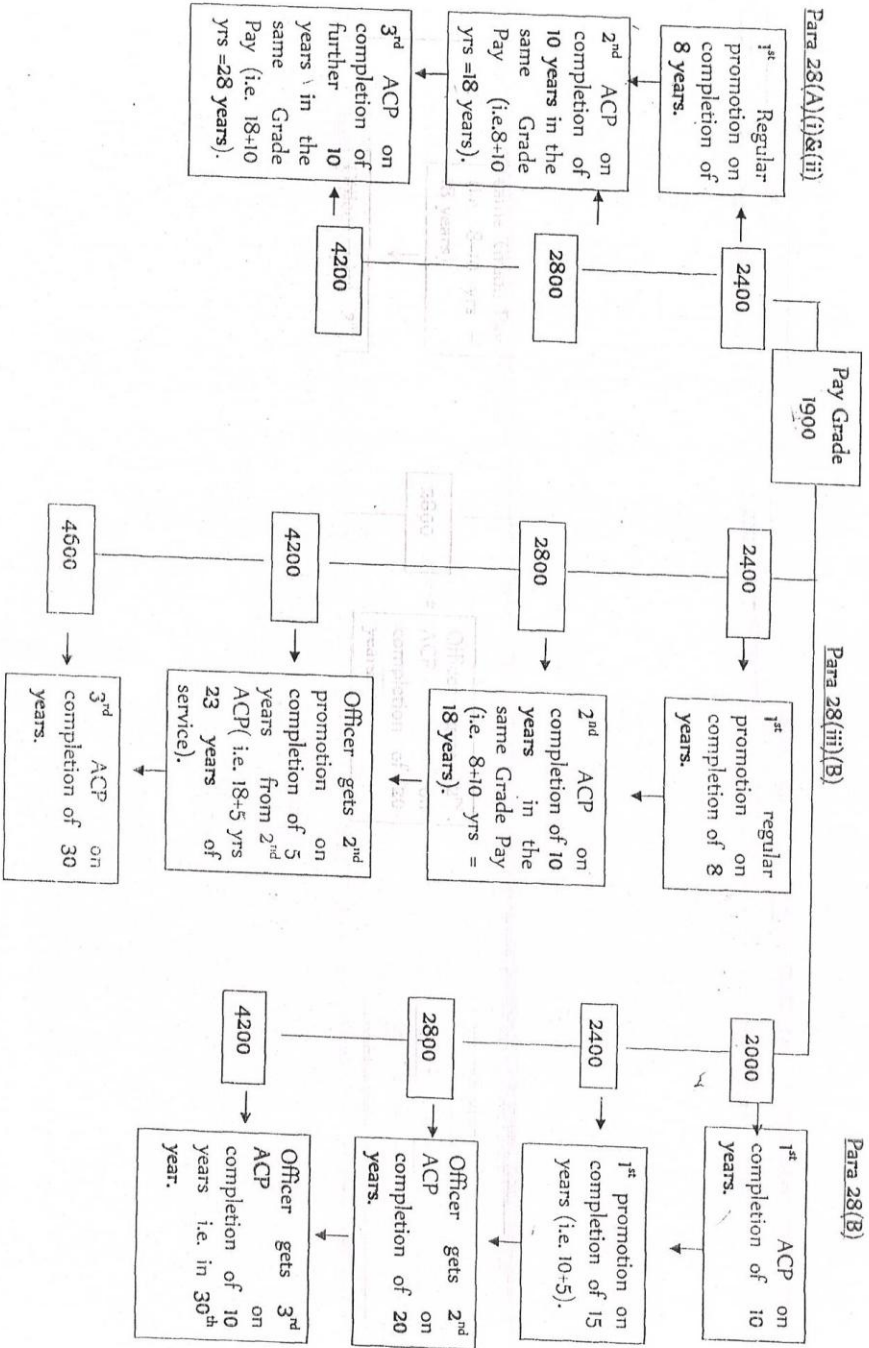 Para 28(A)(i)&(ii)
Para 28(iii)(B)
Para 28(B)
Pay Grade
1900
2400
1st Regular
promotion on
completion of
8 years.
2800
2nd ACP on
completion of
10 years in the
same Grade
Pay (i.e.8+10
yrs =18 years).
4200
3rd ACP on
completion of
further 10
years in the
same Grade
Pay (i.e. 18+10
yrs =28 years).
2400
1st regular
promotion on
completion of 8
years.
2800
2nd ACP on
completion of 10
years in the
same Grade Pay
(i.e. 8+10 yrs =
18 years).
4200
Officer gets 2nd
promotion on
completion of 5
years from 2nd
ACP( i.e. 18+5 yrs
23 years of
service).
4600
3rd ACP on
completion of 30
years.
2000
1st ACP on
completion of 10
years.
2400
1st promotion on
completion of 15
years (i.e. 10+5).
2800
Officer gets 2nd
ACP on
completion of 20
years.
4200
Officer gets 3rd
ACP on
completion of 10
years i.e. in 30th
year.